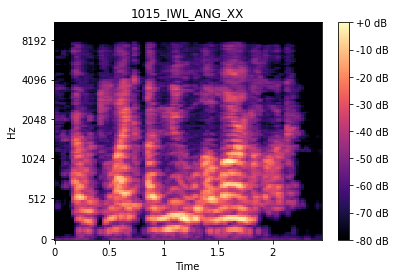 1015_IWL_ANG_XX
8192
4096
2048
1024
512
0
Hz
0
0.5
1
1.5
2
Time
+0 dB
-10 dB
-20 dB
-30 dB
-40 dB
-50 dB
-60 dB
-70 dB
-80 dB